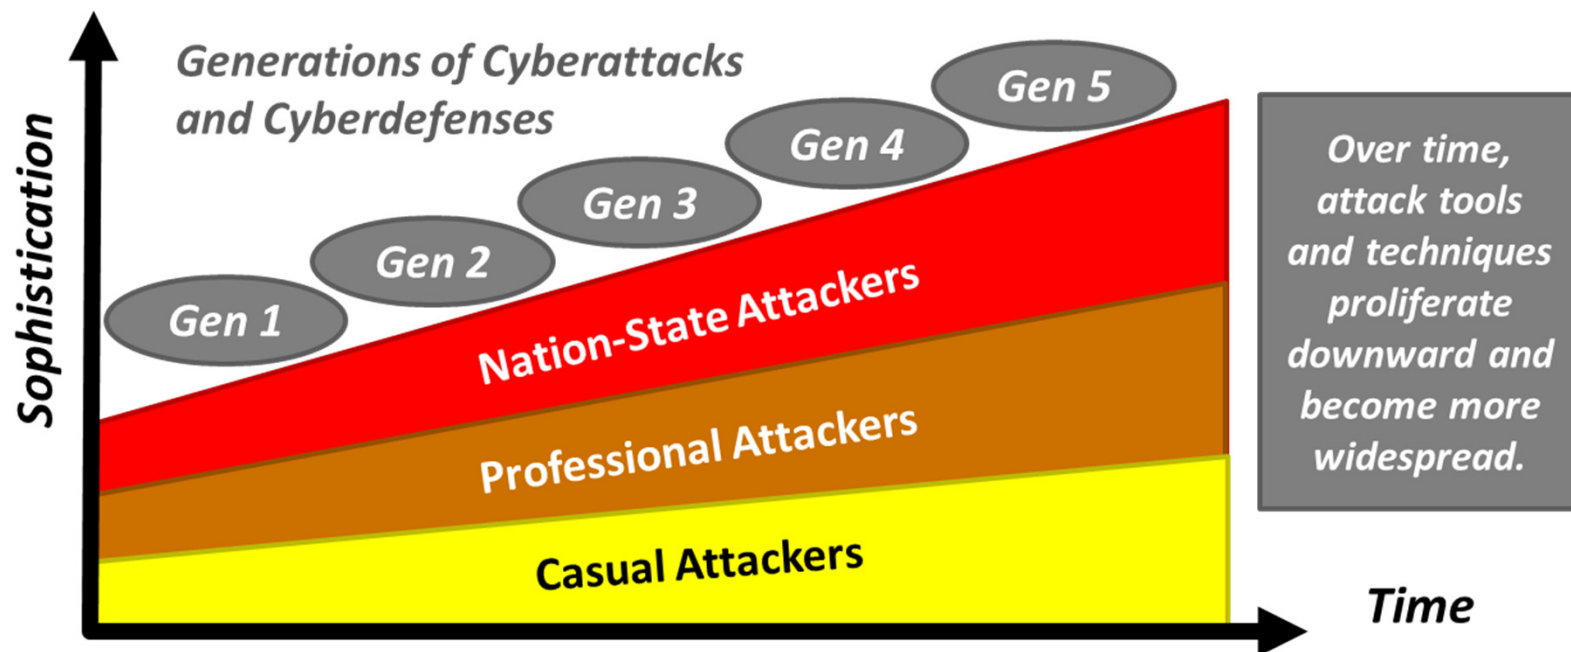 Generations of Cyberattacks
and Cyberdefenses
Gen 1
Gen 2
Gen 3
Gen 4
Gen 5
Sophistication
Nation-State Attackers
Professional Attackers
Casual Attackers
Time
Over time,
attack tools
and techniques
proliferate
downward and
become more
widespread.